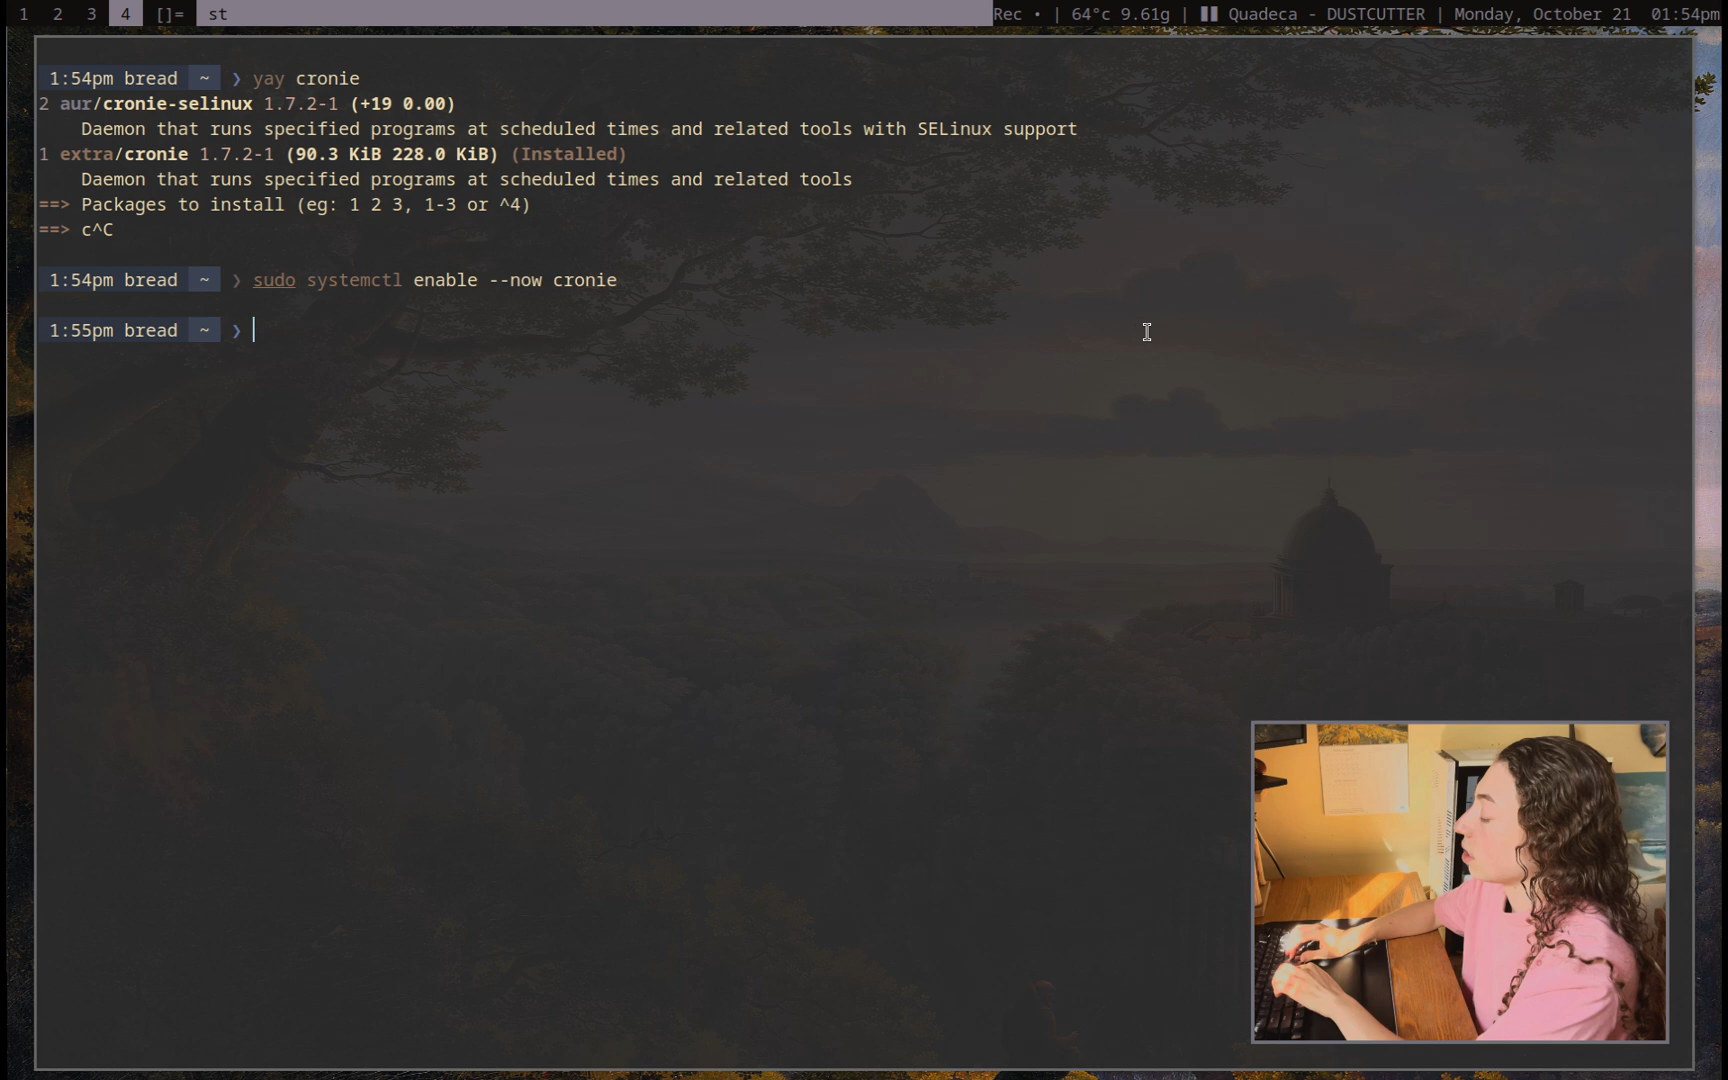 1 2 3 4 []= st Rec • | 64°c 9.61g | ▮▮ Quadeca - DUSTCUTTER | Monday, October 21 01:54pm
1:54pm bread ~ ❯ yay cronie
2 aur/cronie-selinux 1.7.2-1 (+19 0.00)
Daemon that runs specified programs at scheduled times and related tools with SELinux support
1 extra/cronie 1.7.2-1 (90.3 KiB 228.0 KiB) (Installed)
Daemon that runs specified programs at scheduled times and related tools
==> Packages to install (eg: 1 2 3, 1-3 or ^4)
==> c^C
1:54pm bread ~ ❯ sudo systemctl enable --now cronie
1:55pm bread ~ ❯